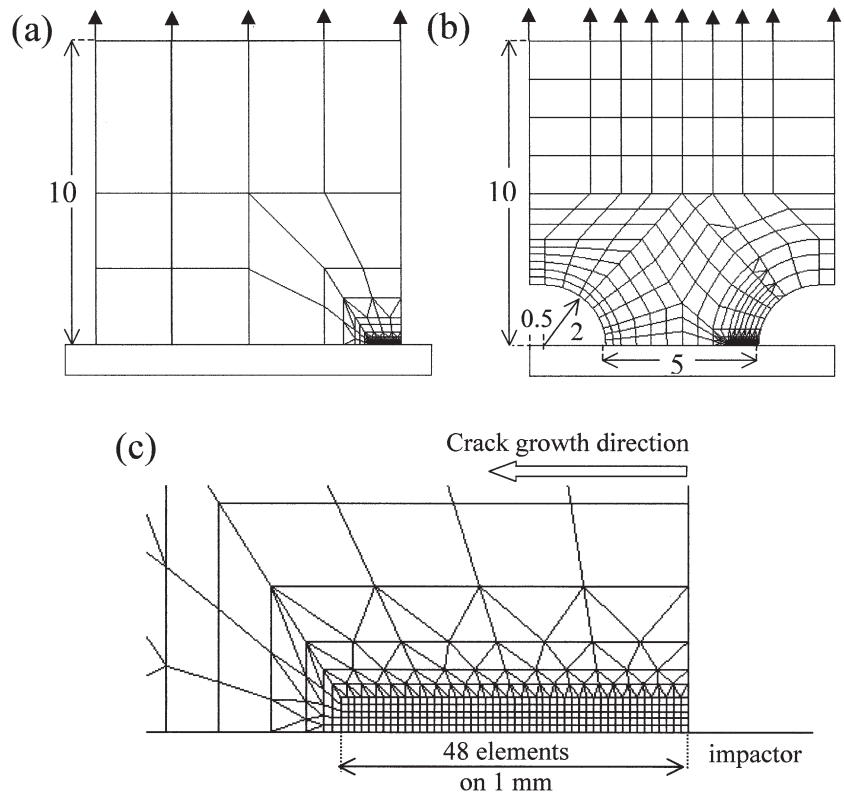 (a)
10
(b)
10
0.5
2
5
(c)
Crack growth direction
48 elements
on 1 mm
impactor